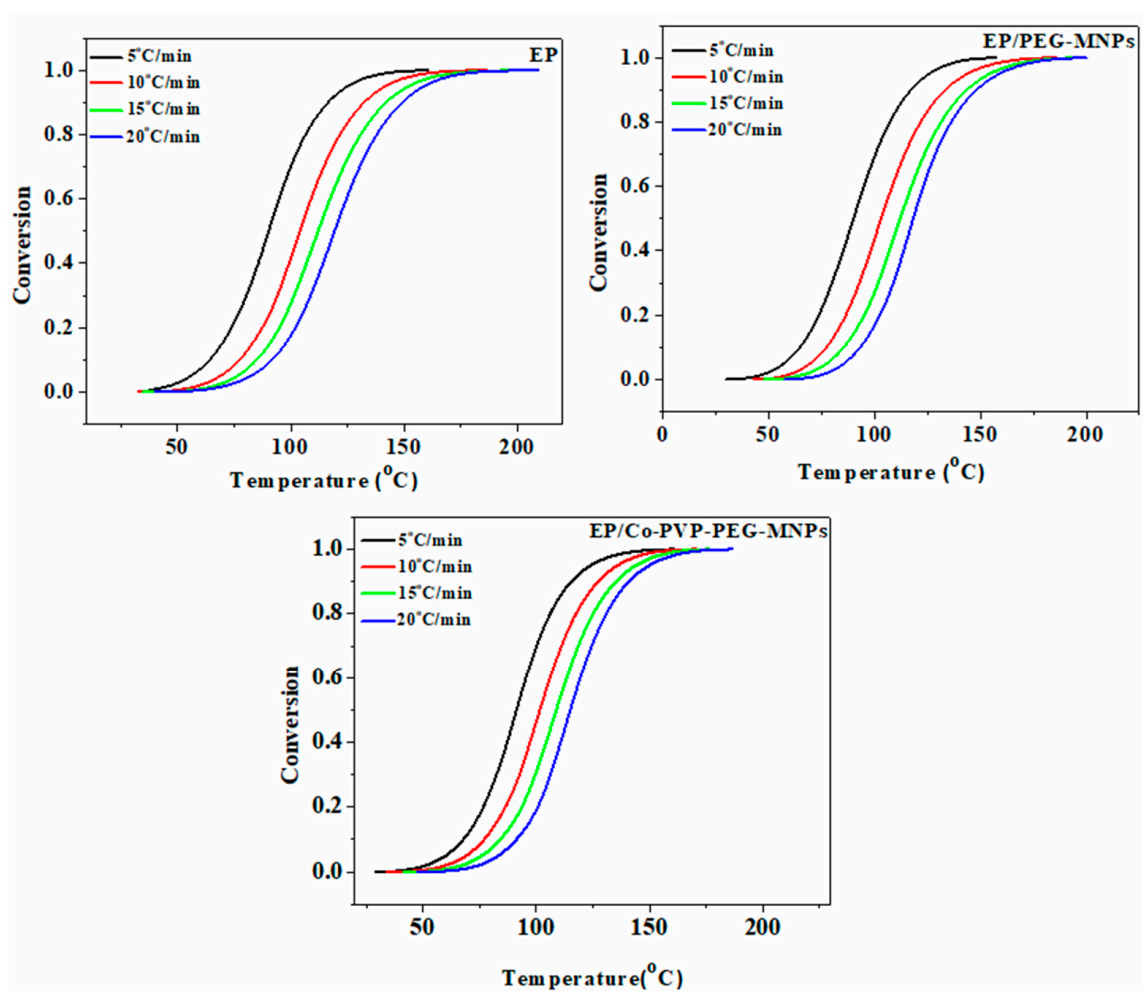 EP
5°C/min
10°C/min
15°C/min
20°C/min
Conversion
1.0
0.8
0.6
0.4
0.2
0.0
50
100
150
200
Temperature (°C)
EP/PEG-MNPs
5°C/min
10°C/min
15°C/min
20°C/min
Conversion
1.0
0.8
0.6
0.4
0.2
0.0
0
50
100
150
200
Temperature (°C)
EP/Co-PVP-PEG-MNPs
5°C/min
10°C/min
15°C/min
20°C/min
Conversion
1.0
0.8
0.6
0.4
0.2
0.0
50
100
150
200
Temperature(°C)